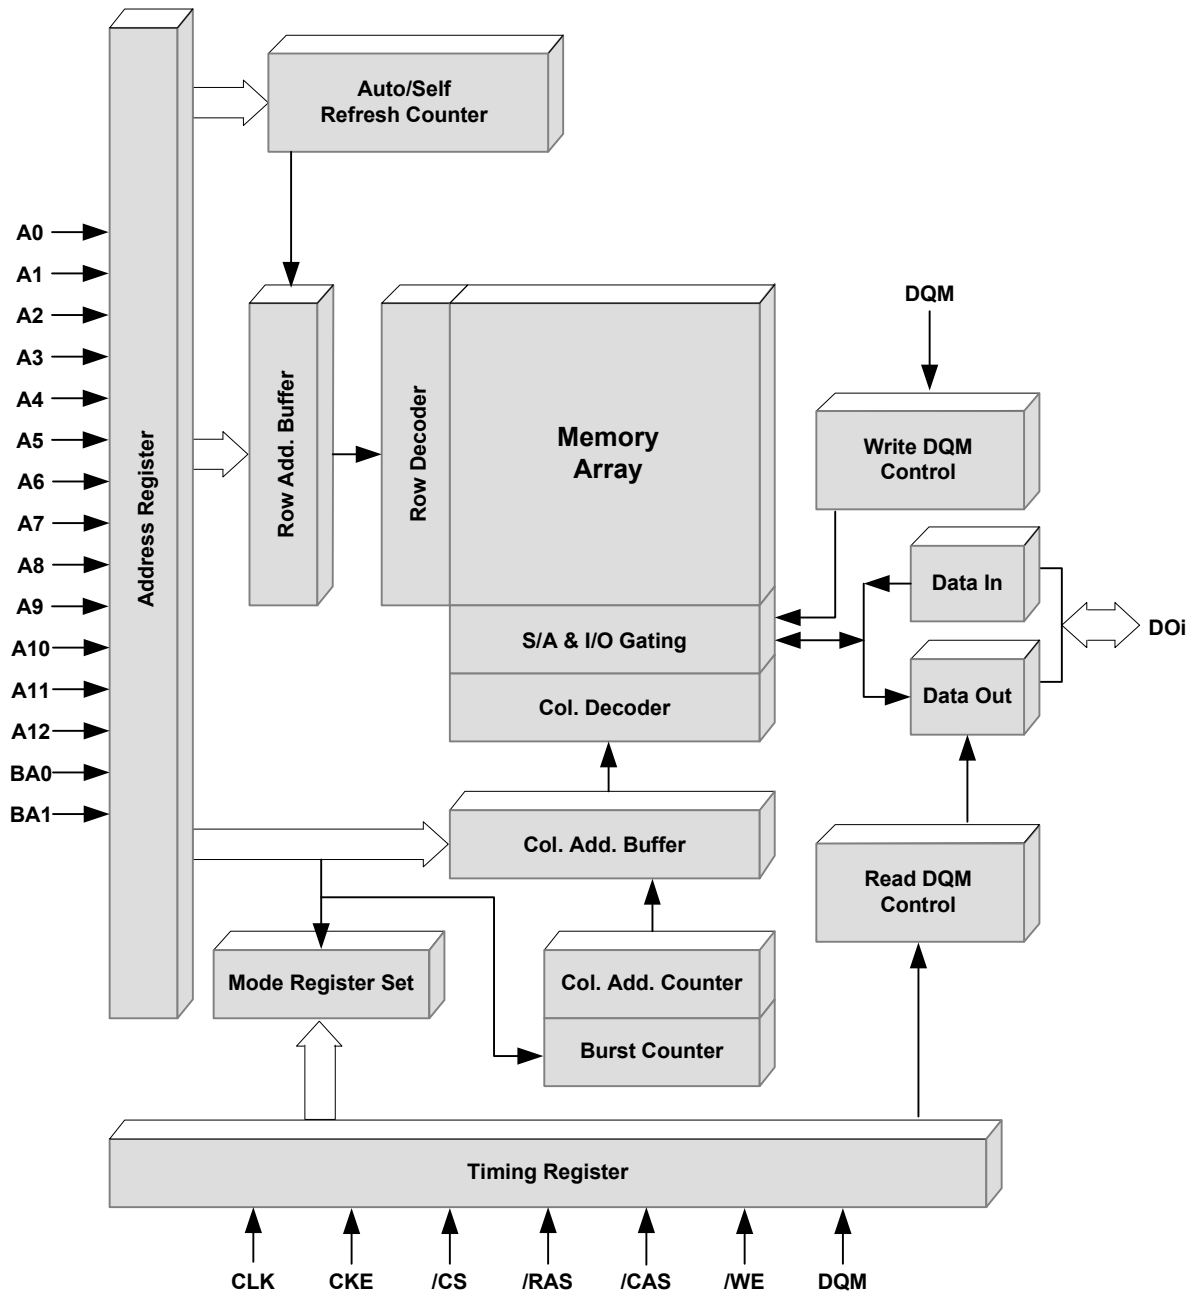 Auto/Self
Refresh Counter
A0
A1
A2
A3
A4
A5
A6
A7
A8
A9
A10
A11
A12
BA0
BA1
Address Register
Row Add. Buffer
Row Decoder
Memory
Array
DQM
Write DQM
Control
Data In
DOi
S/A & I/O Gating
Data Out
Col. Decoder
Col. Add. Buffer
Read DQM
Control
Mode Register Set
Col. Add. Counter
Burst Counter
Timing Register
CLK
CKE
/CS
/RAS
/CAS
/WE
DQM